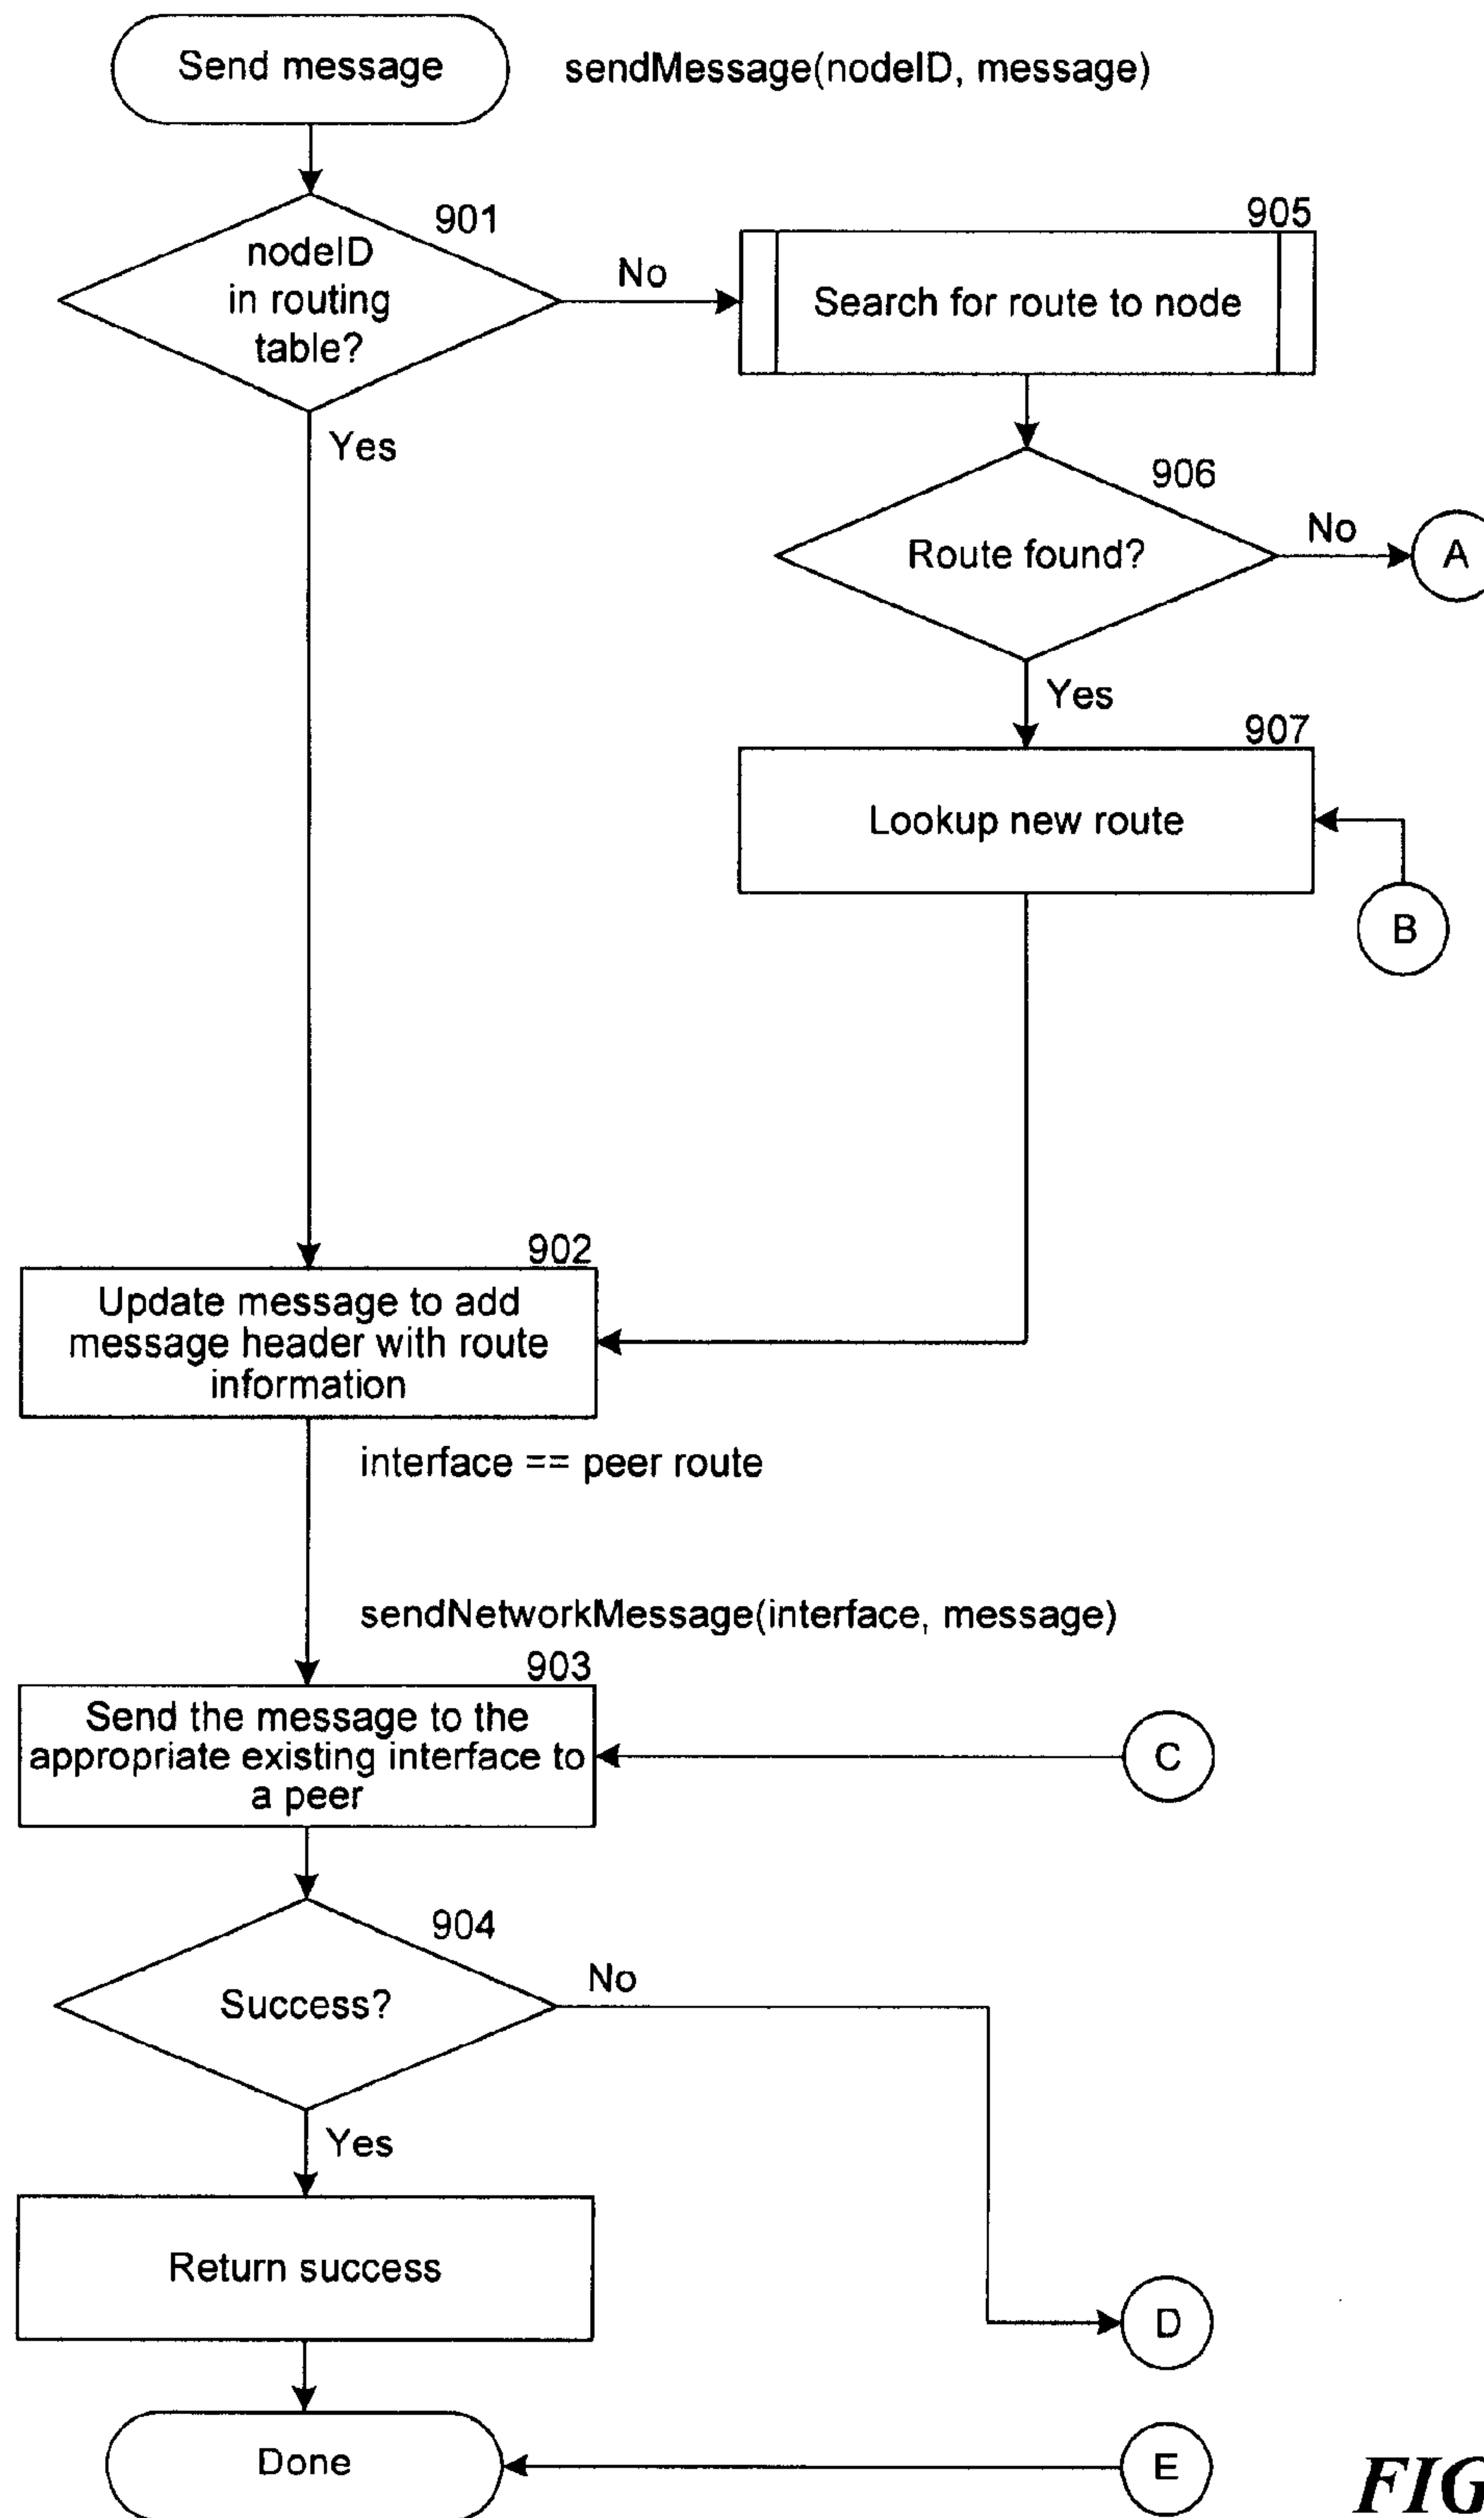 Send message
sendMessage(nodeID, message)
901
nodeID
in routing
table?
No
905
Search for route to node
Yes
906
Route found?
No
A
Yes
907
Lookup new route
B
902
Update message to add
message header with route
information
interface == peer route
sendNetworkMessage(interface, message)
903
Send the message to the
appropriate existing interface to
a peer
C
904
Success?
No
Yes
Return success
D
Done
E
FIG